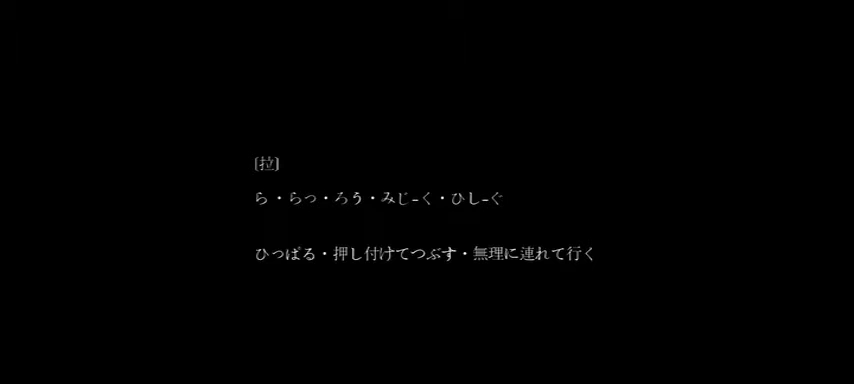 〔拉〕
ら・らっ・ろう・みじ-く・ひし-ぐ
ひっぱる・押し付けてつぶす・無理に連れて行く